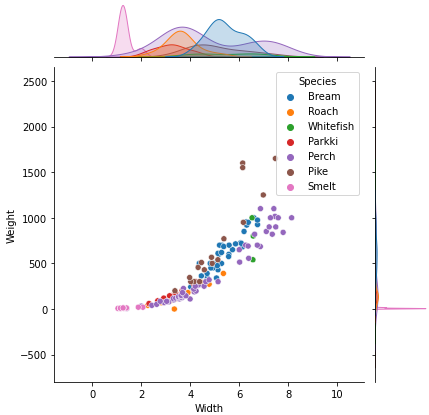 2500
2000
1500
1000
500
0
−500
Weight
0
2
4
6
8
10
Width
Species
Bream
Roach
Whitefish
Parkki
Perch
Pike
Smelt